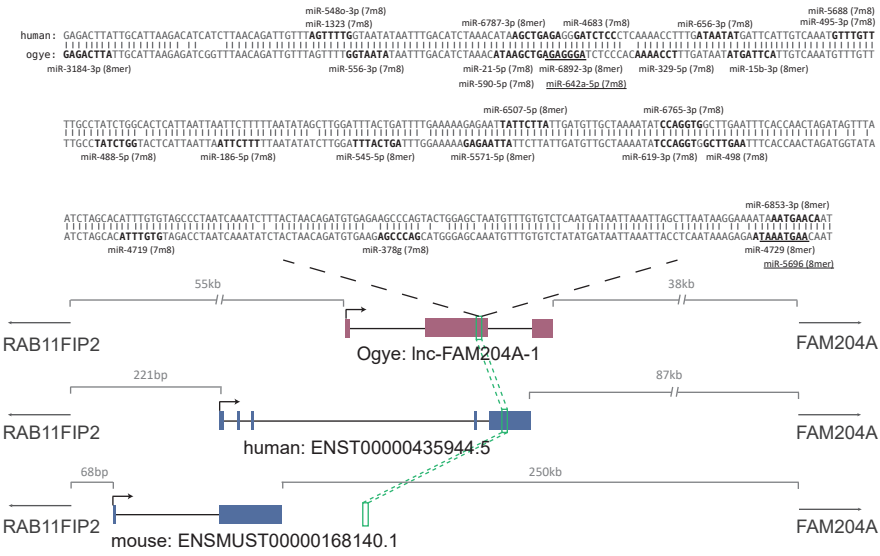 miR-548o-3p (7m8) miR-5688 (7m8)
miR-1323 (7m8) miR-6787-3p (8mer) miR-4683 (7m8) miR-656-3p (7m8) miR-495-3p (7m8)
human: GAGACTTATTGCATTAAGACATCATCTTAACAGATTGTTTAGTTTTGGTAATATAATTTGACATCTAAACATAAGCTGAGAGGGATCTCCCTCAAAACCTTTGATAATATGATTCATTGTCAAATGTTTGTT
ogye: GAGACTTATTGCATTAAGAGATCGGTTTAACAGATTGTTTAGTTTTGGTAATATAATTTGACATCTAAACATAAGCTGAGAGGGATCTCCCACAAAACCTTTGATAATATGATTCATTGTCAAATGTTTGTT
miR-3184-3p (8mer) miR-556-3p (7m8) miR-21-5p (7m8) miR-6892-3p (8mer) miR-329-5p (7m8) miR-15b-3p (8mer)
miR-590-5p (7m8) miR-642a-5p (7m8)
miR-6507-5p (8mer) miR-6765-3p (7m8)
TTGCCTATCTGGCACTCATTAATTAATTCTTTTTAATATAGCTTGGATTTACTGATTTTGAAAAAGAGAATTATTCTTATTGATGTTGCTAAAATATCCAGGTGGCTTGAATTTCACCAACTAGATAGTTTA
TTGCCTATCTGGTACTCATTAATTAATTCTTTTTAATATATCTTGGATTTACTGATTTGGAAAAAGAGAATTATTCTTATTGATGTTGCTAAAATATCCAGGTGGCTTGAATTTCACCAACTAGATGGTATA
miR-488-5p (7m8) miR-186-5p (7m8) miR-545-5p (8mer) miR-5571-5p (8mer) miR-619-3p (7m8) miR-498 (7m8)
miR-6853-3p (8mer)
ATCTAGCACATTTGTGTAGCCCTAATCAAATCTTTACTAACAGATGTGAGAAGCCCAGTACTGGAGCTAATGTTTGTGTCTCAATGATAATTAAATTAGCTTAATAAGGAAAATAAATGAACAAT
ATCTAGCACATTTGTGTAGACCTAATCAAATATCTACTAACAGATGTGAAGAGCCCAGCATGGGAGCAAATGTTTGTGTCTATATGATAATTAAATTACCTCAATAAAGAGAATAAATGAACAAT
miR-4719 (7m8) miR-378g (7m8) miR-4729 (8mer)
miR-5696 (8mer)
55kb 38kb
RAB11FIP2 FAM204A
Ogye: lnc-FAM204A-1
221bp 87kb
RAB11FIP2 FAM204A
human: ENST00000435944.5
68bp 250kb
RAB11FIP2 FAM204A
mouse: ENSMUST00000168140.1